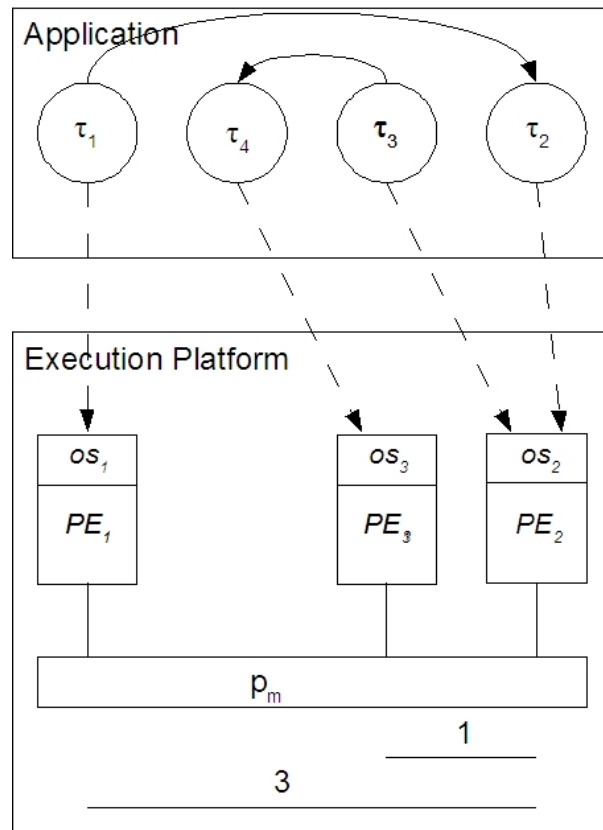 Application
τ₁ τ₄ τ₃ τ₂
Execution Platform
os₁ os₃ os₂
PE₁ PE₃ PE₂
pₘ
1
3